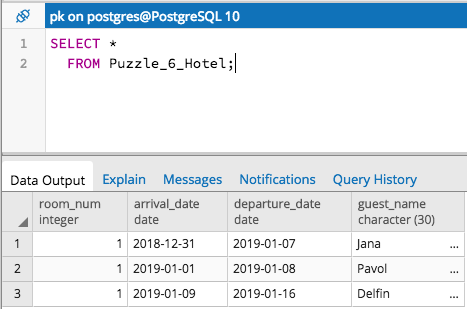 pk on postgres@PostgreSQL 10
1 SELECT *
2 FROM Puzzle_6_Hotel;
Data Output Explain Messages Notifications Query History
room_num arrival_date departure_date guest_name
integer date date character (30)
1 1 2018-12-31 2019-01-07 Jana ...
2 1 2019-01-01 2019-01-08 Pavol ...
3 1 2019-01-09 2019-01-16 Delfin ...